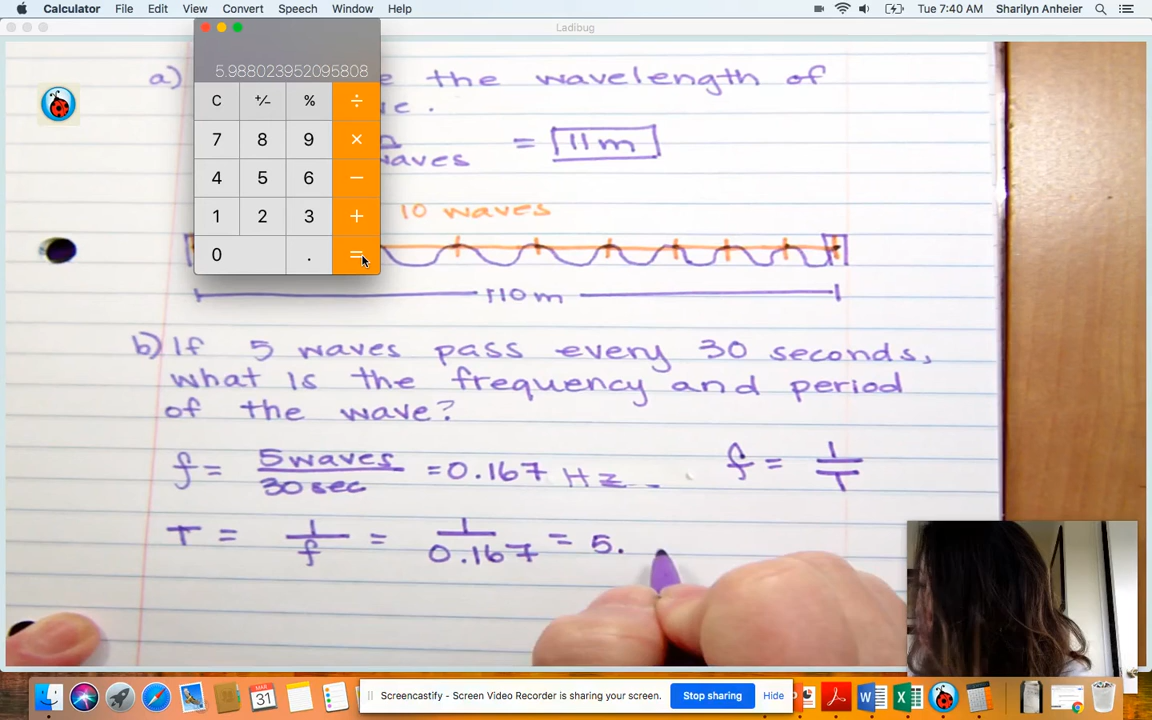 Calculator File Edit View Convert Speech Window Help Tue 7:40 AM Sharilyn Anheier
Ladibug
5.988023952095808
C +/- % ÷
7 8 9 ×
4 5 6 −
1 2 3 +
0 . =
a) the wavelength of
= 11 m
10 waves
110 m
b) If 5 waves pass every 30 seconds,
what is the frequency and period
of the wave?
f = 5 waves / 30 sec = 0.167 Hz f = 1 / T
T = 1 / f = 1 / 0.167 = 5.
MAR 31
Screencastify - Screen Video Recorder is sharing your screen. Stop sharing Hide